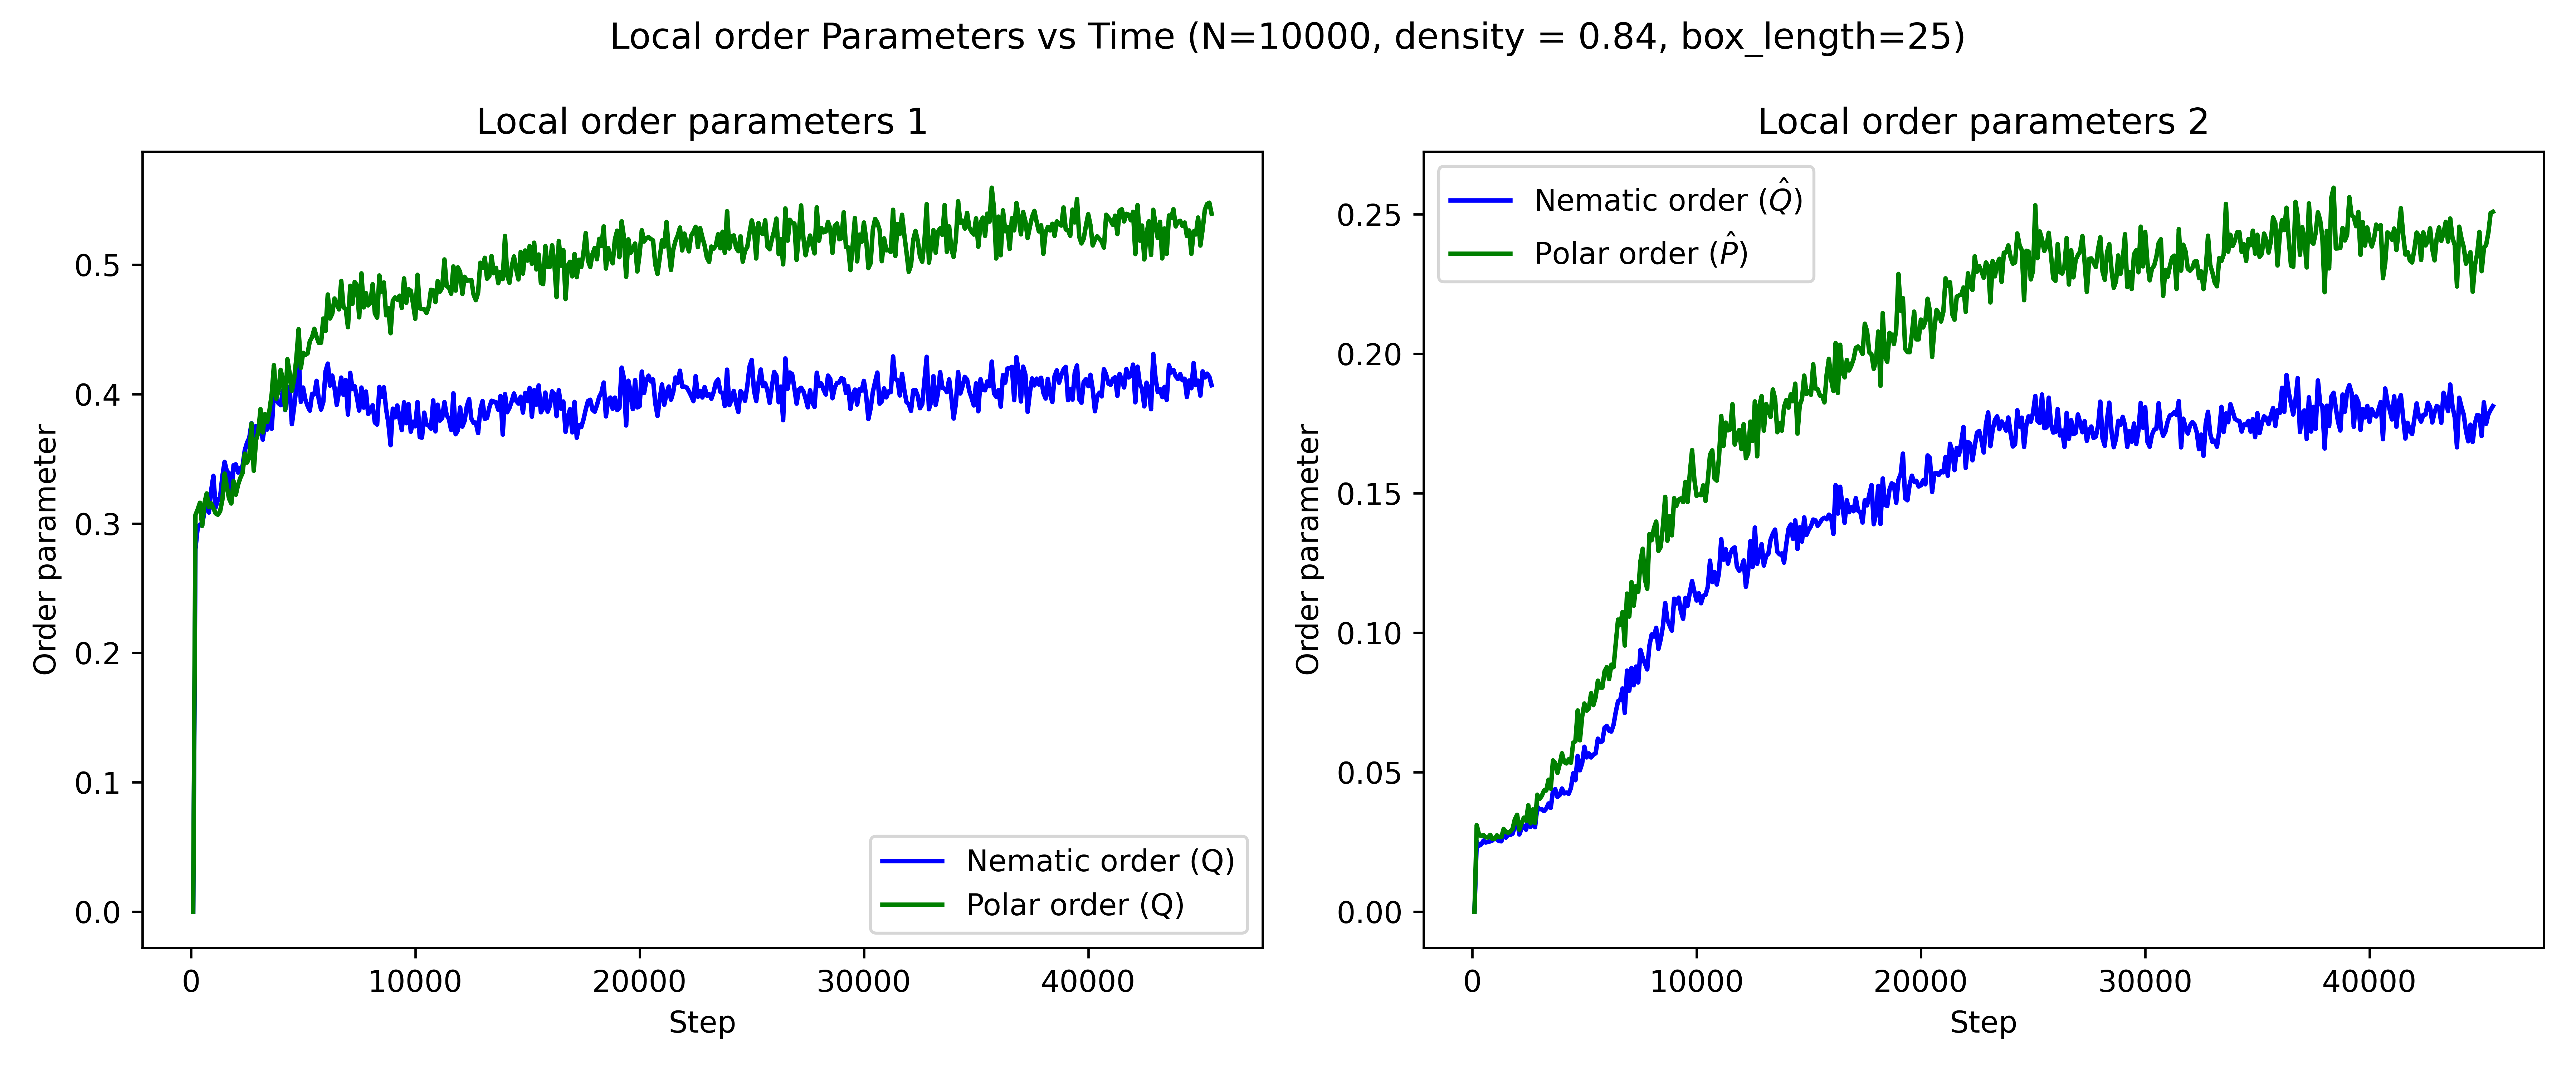 Local order Parameters vs Time (N=10000, density = 0.84, box_length=25)
Local order parameters 1
Order parameter
0.5
0.4
0.3
0.2
0.1
0.0
Nematic order (Q)
Polar order (Q)
0 10000 20000 30000 40000
Step
Local order parameters 2
Order parameter
Nematic order (Q̂)
Polar order (P̂)
0.25
0.20
0.15
0.10
0.05
0.00
0 10000 20000 30000 40000
Step